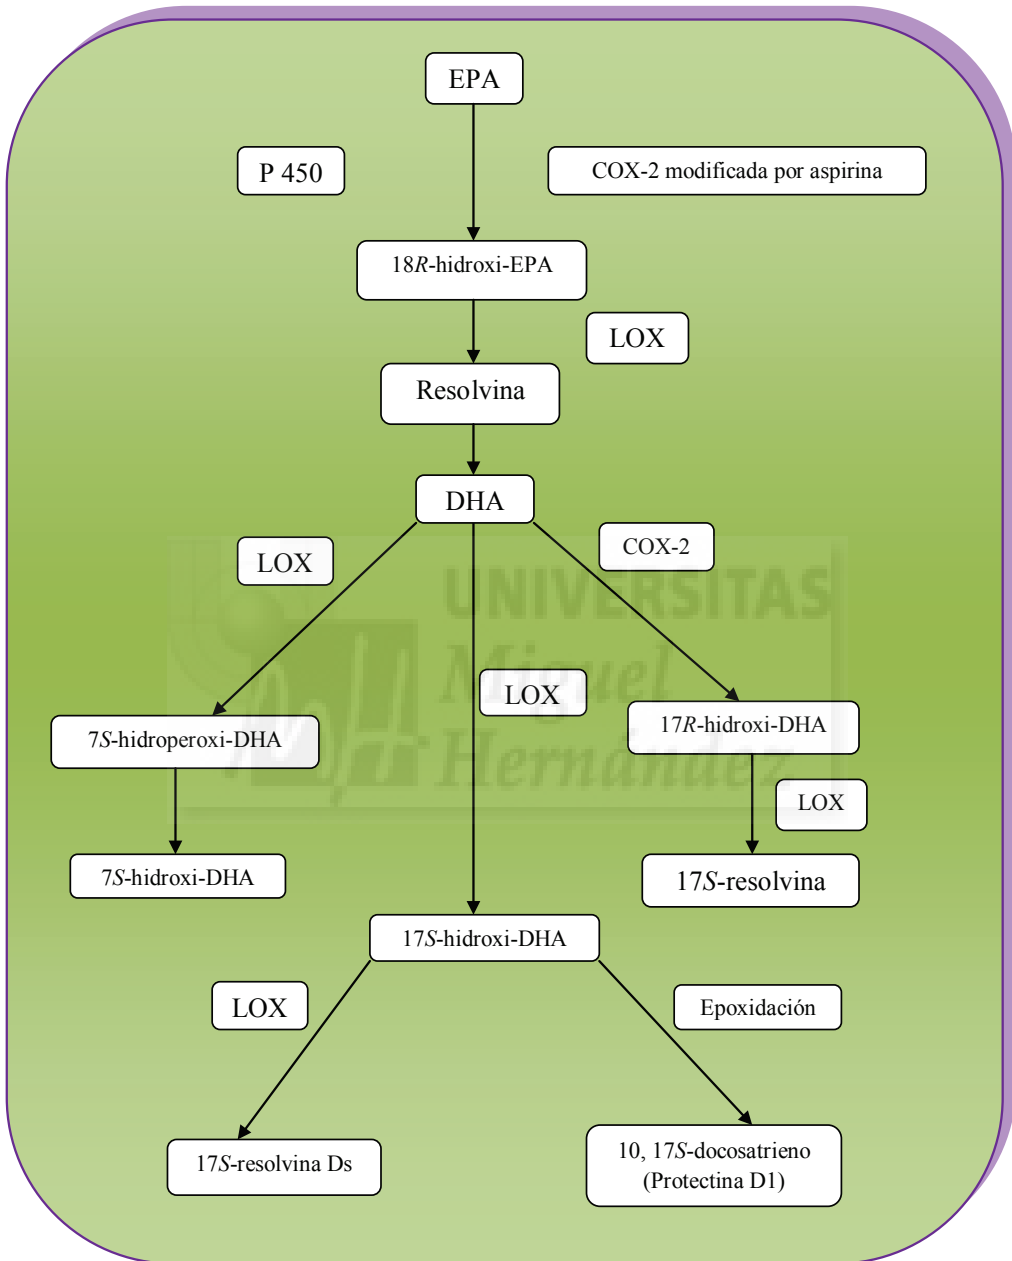 EPA
P 450
COX-2 modificada por aspirina
18R-hidroxi-EPA
LOX
Resolvina
DHA
LOX
COX-2
UNIVERSITAS
Miguel
Hernández
LOX
7S-hidroperoxi-DHA
17R-hidroxi-DHA
LOX
7S-hidroxi-DHA
17S-resolvina
17S-hidroxi-DHA
LOX
Epoxidación
17S-resolvina Ds
10, 17S-docosatrieno
(Protectina D1)